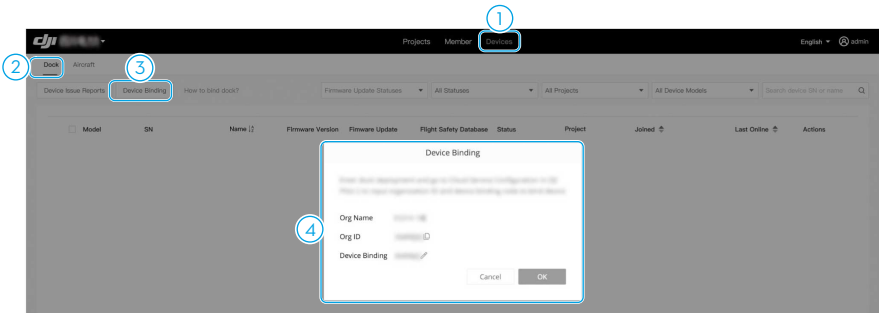 1
dji
Projects Member Devices
English admin
2
Dock Aircraft
3
Device Issue Reports Device Binding How to bind dock? Firmware Update Statuses All Statuses All Projects All Device Models Search device SN or name
Model SN Name Firmware Version Fimware Update Flight Safety Database Status Project Joined Last Online Actions
Device Binding
4
Org Name
Org ID
Device Binding
Cancel OK